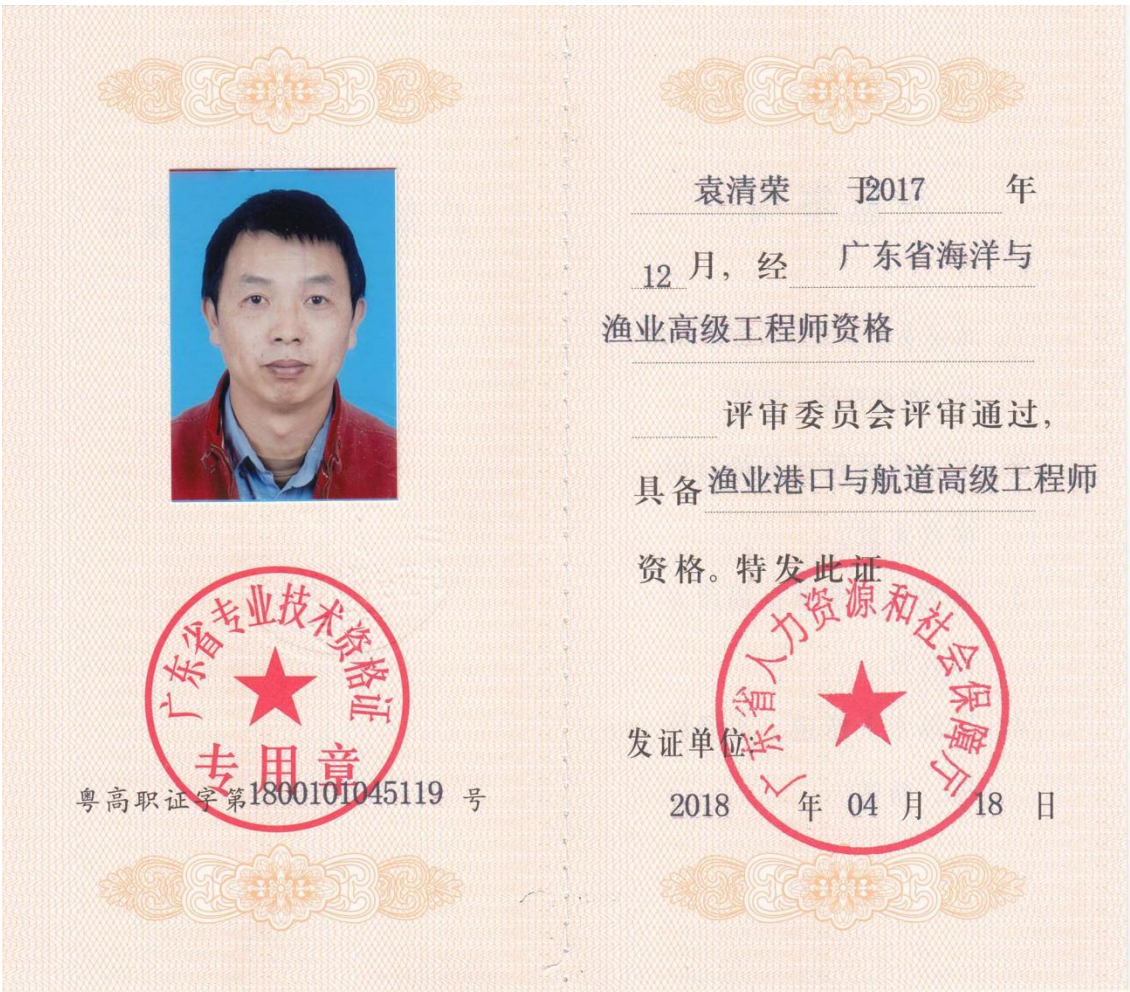 广东省专业技术资格证
专用章
粤高职证字第1800101045119 号
袁清荣 于2017 年
12 月，经 广东省海洋与
渔业高级工程师资格
评审委员会评审通过，
具备渔业港口与航道高级工程师
资格。特发此证
广东省人力资源和社会保障厅
发证单位：
2018 年 04 月 18 日